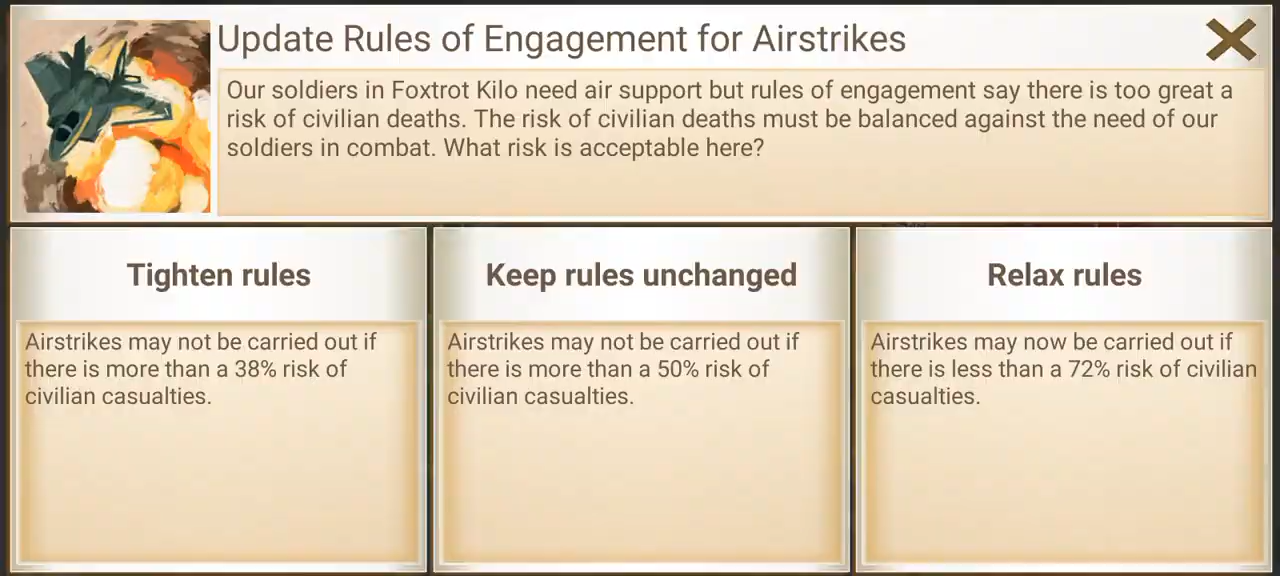 Update Rules of Engagement for Airstrikes
Our soldiers in Foxtrot Kilo need air support but rules of engagement say there is too great a
risk of civilian deaths. The risk of civilian deaths must be balanced against the need of our
soldiers in combat. What risk is acceptable here?
Tighten rules
Airstrikes may not be carried out if
there is more than a 38% risk of
civilian casualties.
Keep rules unchanged
Airstrikes may not be carried out if
there is more than a 50% risk of
civilian casualties.
Relax rules
Airstrikes may now be carried out if
there is less than a 72% risk of civilian
casualties.